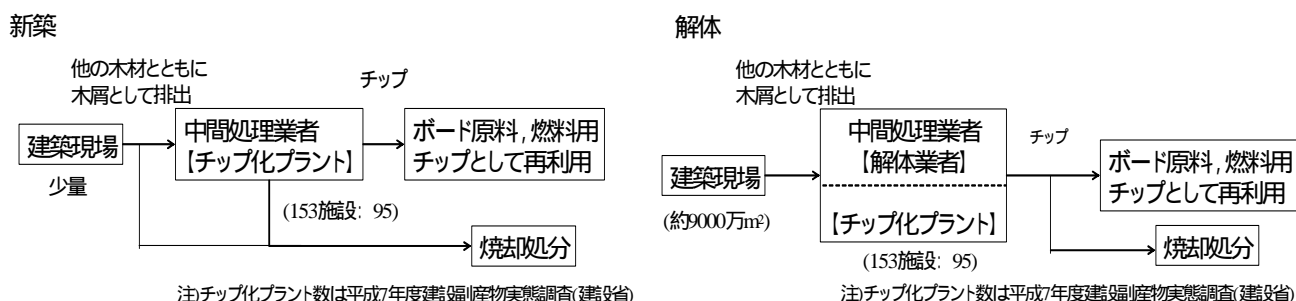 新築
他の木材とともに
木屑として排出
チップ
建築現場
少量
中間処理業者
【チップ化プラント】
ボード原料，燃料用
チップとして再利用
(153施設: 95)
焼却処分
注)チップ化プラント数は平成7年度建設副産物実態調査(建設省)
解体
他の木材とともに
木屑として排出
建築現場
(約9000万m²)
中間処理業者
【解体業者】
【チップ化プラント】
(153施設: 95)
チップ
ボード原料，燃料用
チップとして再利用
焼却処分
注)チップ化プラント数は平成7年度建設副産物実態調査(建設省)